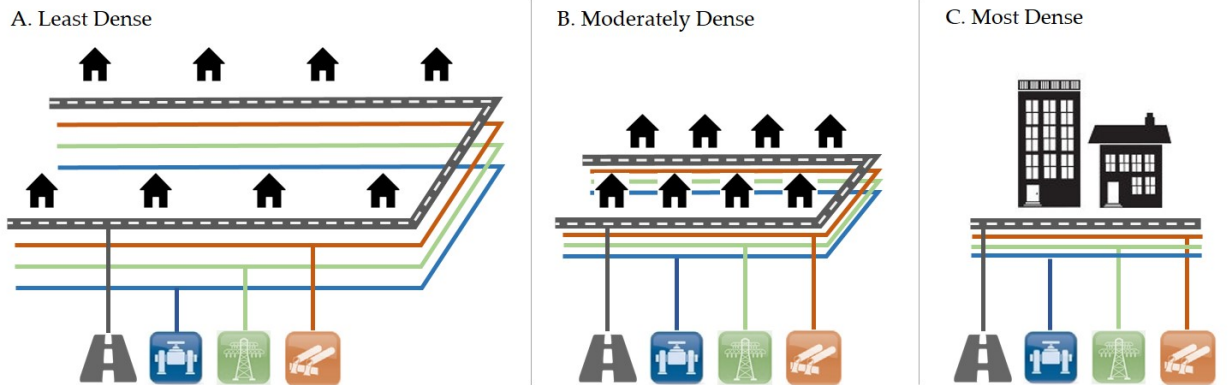 A. Least Dense
B. Moderately Dense
C. Most Dense